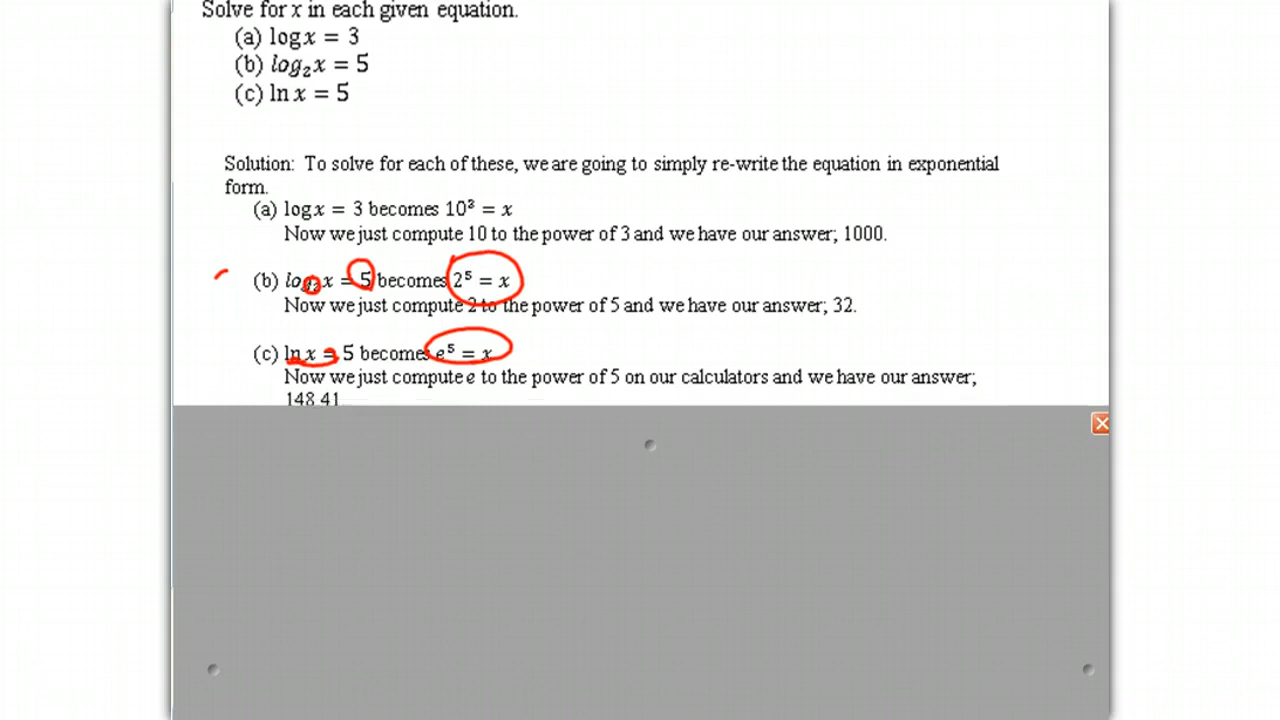 Solve for x in each given equation.
(a) log x = 3
(b) log₂x = 5
(c) ln x = 5
Solution: To solve for each of these, we are going to simply re-write the equation in exponential
form.
(a) log x = 3 becomes 10³ = x
Now we just compute 10 to the power of 3 and we have our answer; 1000.
(b) log₂x = 5 becomes 2⁵ = x
Now we just compute 2 to the power of 5 and we have our answer; 32.
(c) ln x = 5 becomes e⁵ = x
Now we just compute e to the power of 5 on our calculators and we have our answer;
148.41.